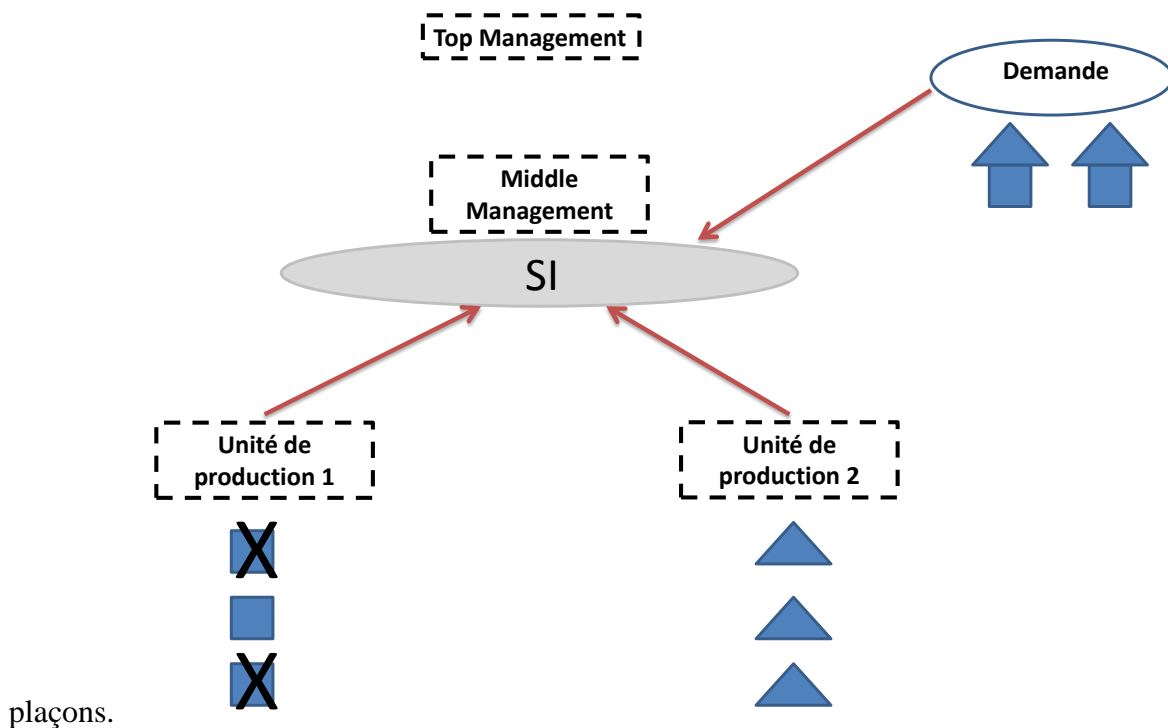 Top Management
Demande
Middle
Management
SI
Unité de
production 1
Unité de
production 2
X
X
plaçons.